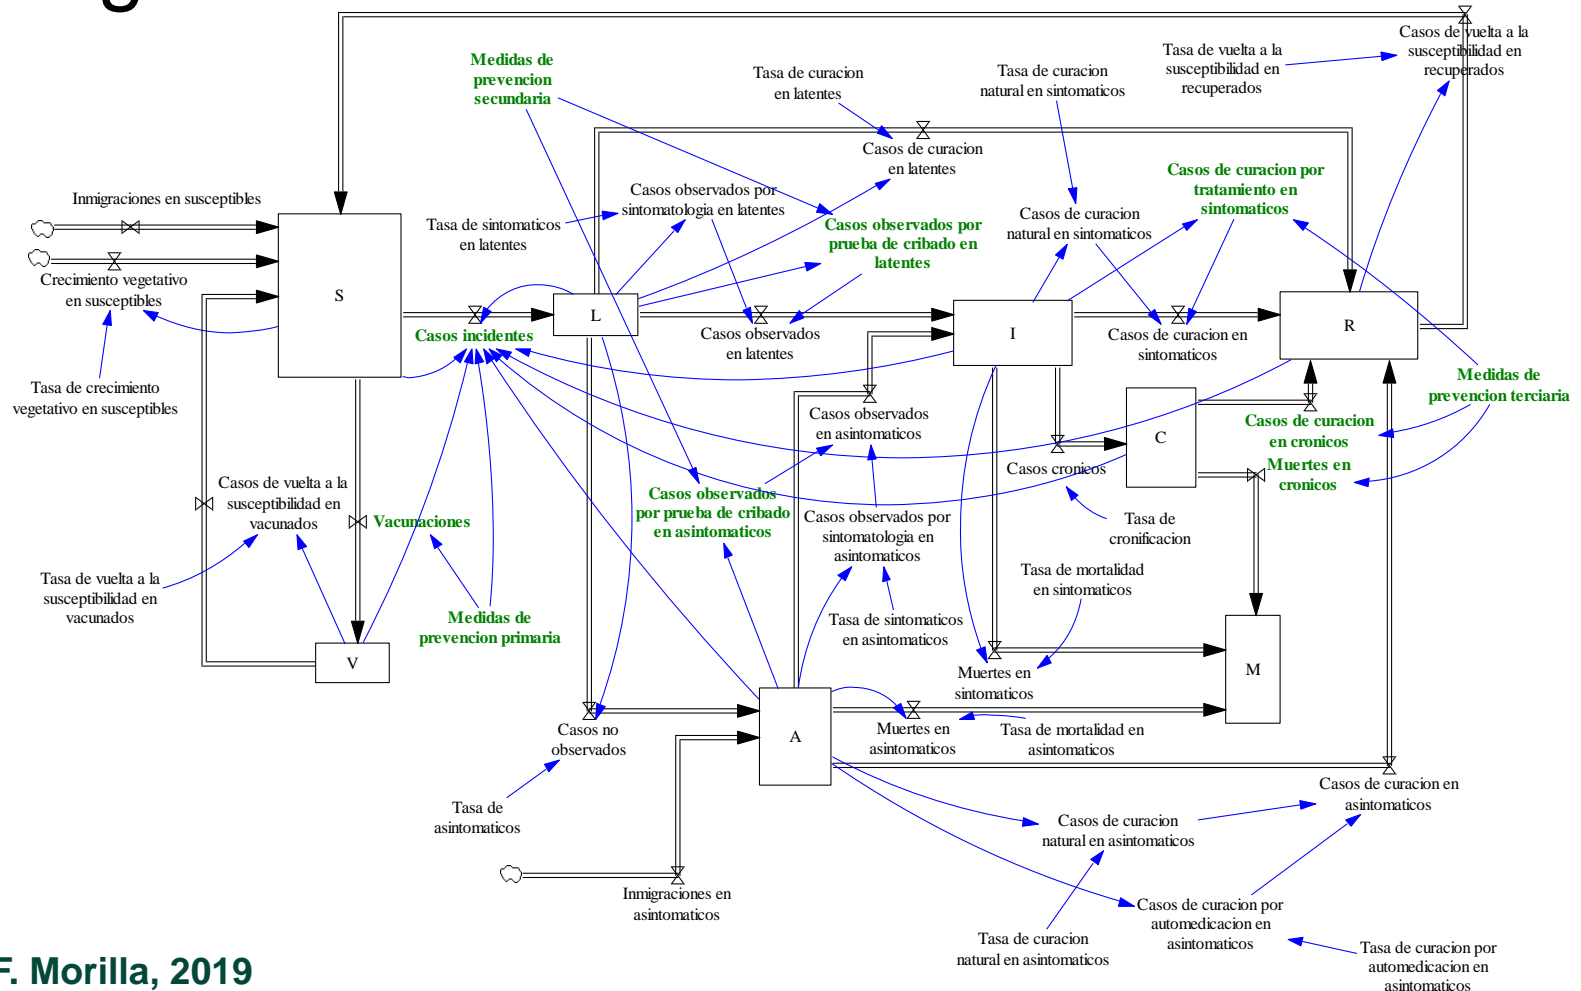 Casos de vuelta a la
susceptibilidad en
recuperados
Tasa de vuelta a la
susceptibilidad en
recuperados
Medidas de
prevencion
secundaria
Tasa de curacion
en latentes
Tasa de curacion
natural en sintomaticos
Casos de curacion
en latentes
Casos de curacion por
tratamiento en
sintomaticos
Inmigraciones en susceptibles
Casos observados por
sintomatologia en latentes
Tasa de sintomaticos
en latentes
Casos observados por
prueba de cribado en
latentes
Casos de curacion
natural en sintomaticos
Crecimiento vegetativo
en susceptibles
S
L
I
R
Casos incidentes
Casos observados
en latentes
Casos de curacion en
sintomaticos
Tasa de crecimiento
vegetativo en susceptibles
Medidas de
prevencion terciaria
Casos observados
en asintomaticos
C
Casos de curacion
en cronicos
Muertes en
cronicos
Casos cronicos
Casos de vuelta a la
susceptibilidad en
vacunados
Vacunaciones
Casos observados
por prueba de cribado
en asintomaticos
Casos observados por
sintomatologia en
asintomaticos
Tasa de
cronificacion
Tasa de vuelta a la
susceptibilidad en
vacunados
Tasa de mortalidad
en sintomaticos
Medidas de
prevencion primaria
Tasa de sintomaticos
en asintomaticos
V
Muertes en
sintomaticos
M
Casos no
observados
A
Muertes en
asintomaticos
Tasa de mortalidad en
asintomaticos
Tasa de
asintomaticos
Casos de curacion en
asintomaticos
Casos de curacion
natural en asintomaticos
Inmigraciones en
asintomaticos
Casos de curacion por
automedicacion en
asintomaticos
Tasa de curacion
natural en asintomaticos
Tasa de curacion por
automedicacion en
asintomaticos
F. Morilla, 2019